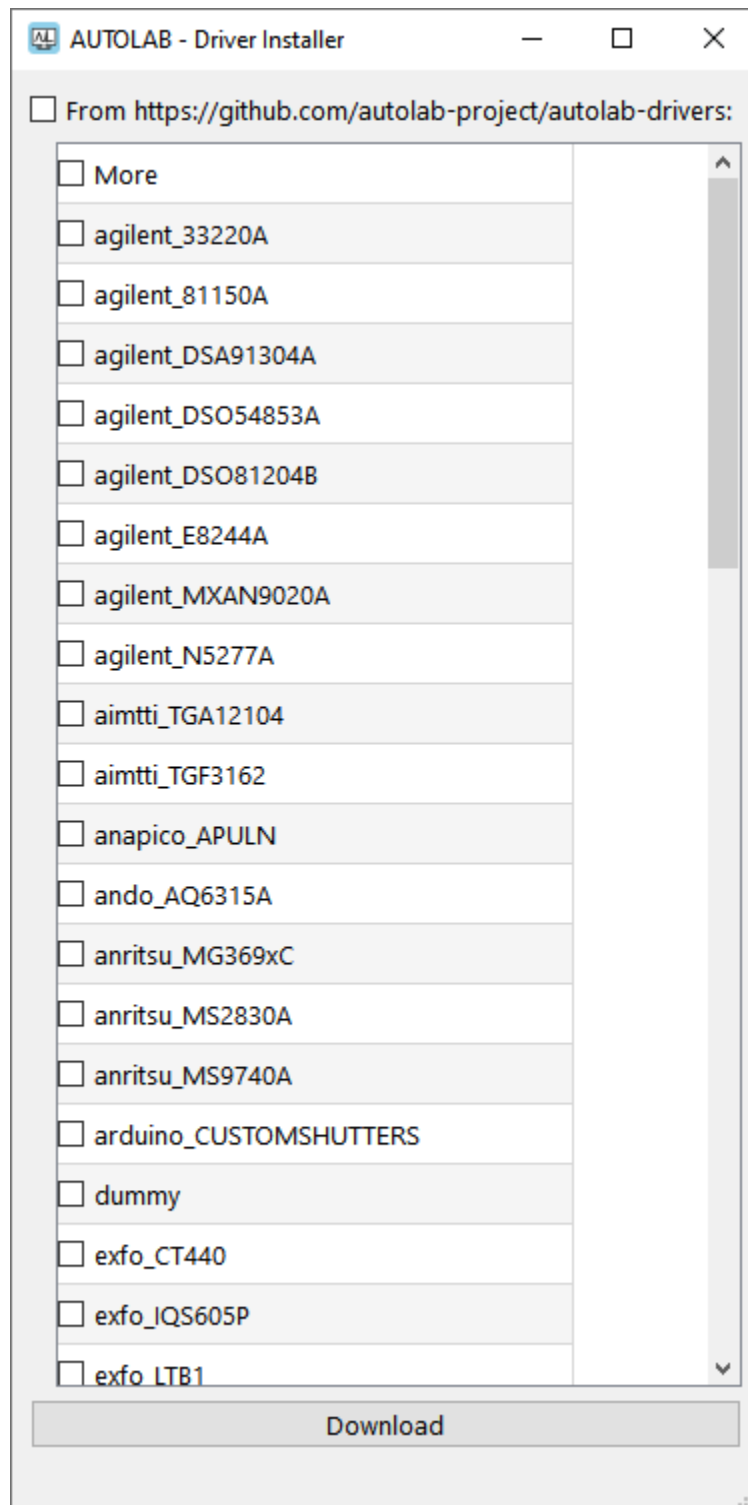 AUTOLAB - Driver Installer
From https://github.com/autolab-project/autolab-drivers:
More
agilent_33220A
agilent_81150A
agilent_DSA91304A
agilent_DSO54853A
agilent_DSO81204B
agilent_E8244A
agilent_MXAN9020A
agilent_N5277A
aimtti_TGA12104
aimtti_TGF3162
anapico_APULN
ando_AQ6315A
anritsu_MG369xC
anritsu_MS2830A
anritsu_MS9740A
arduino_CUSTOMSHUTTERS
dummy
exfo_CT440
exfo_IQS605P
exfo_LTB1
Download